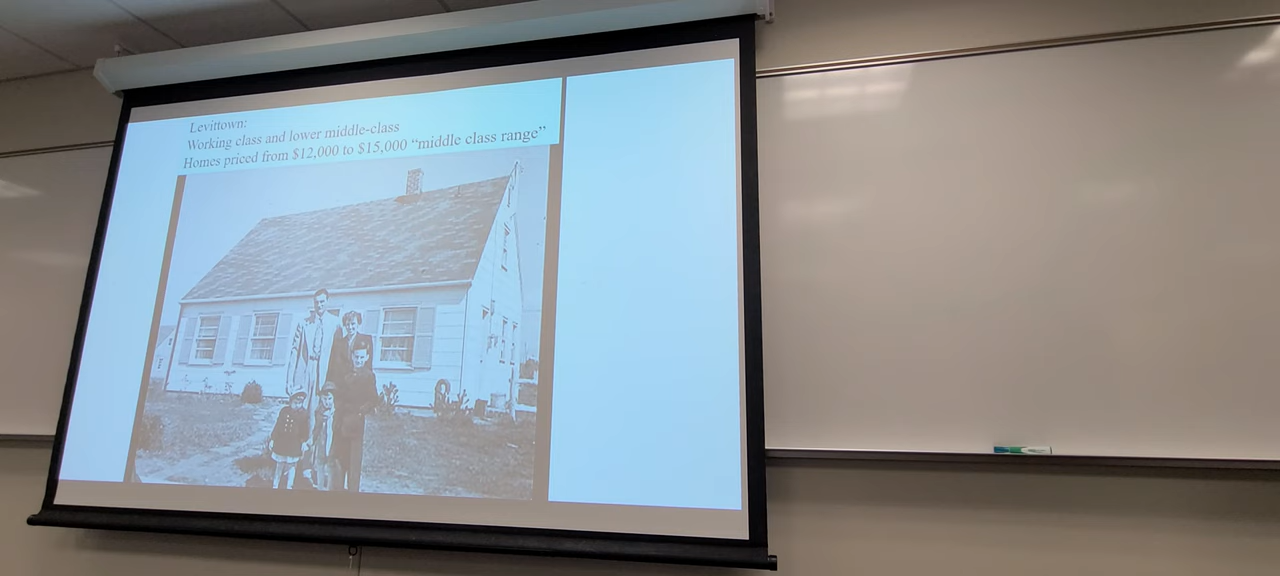 Levittown:
Working class and lower middle-class
Homes priced from $12,000 to $15,000 “middle class range”